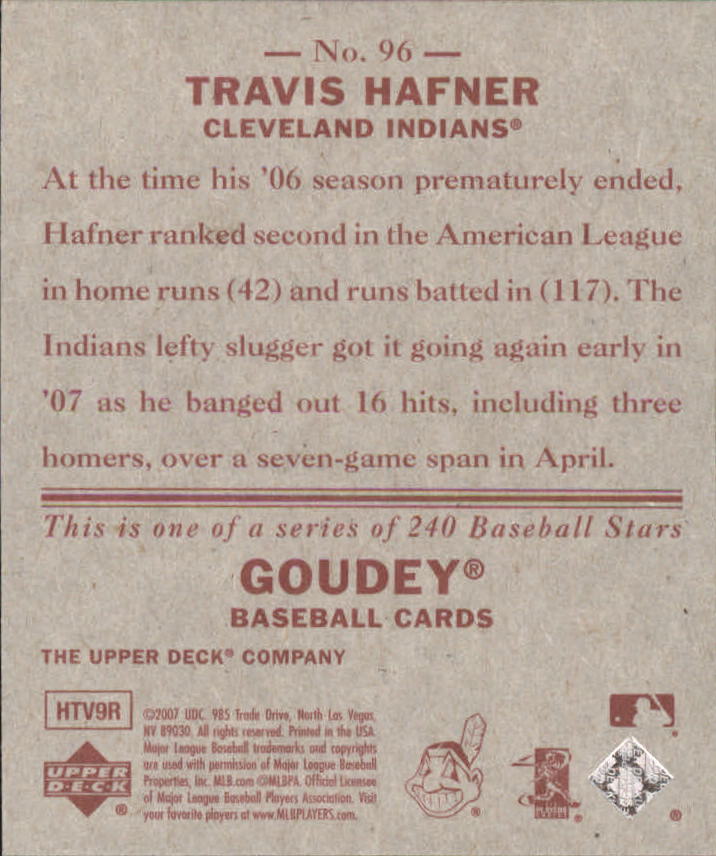 — No. 96 —
TRAVIS HAFNER
CLEVELAND INDIANS®
At the time his '06 season prematurely ended,
Hafner ranked second in the American League
in home runs (42) and runs batted in (117). The
Indians lefty slugger got it going again early in
'07 as he banged out 16 hits, including three
homers, over a seven-game span in April.
This is one of a series of 240 Baseball Stars
GOUDEY®
BASEBALL CARDS
THE UPPER DECK® COMPANY
HTV9R
UPPER
D·E·C·K
®
©2007 UDC. 985 Trade Drive, North Las Vegas,
NV 89030. All rights reserved. Printed in the USA.
Major League Baseball trademarks and copyrights
are used with permission of Major League Baseball
Properties, Inc. MLB.com ©MLBPA. Official Licensee
of Major League Baseball Players Association. Visit
your favorite players at www.MLBPLAYERS.com.
®
PLAYERS
®
®